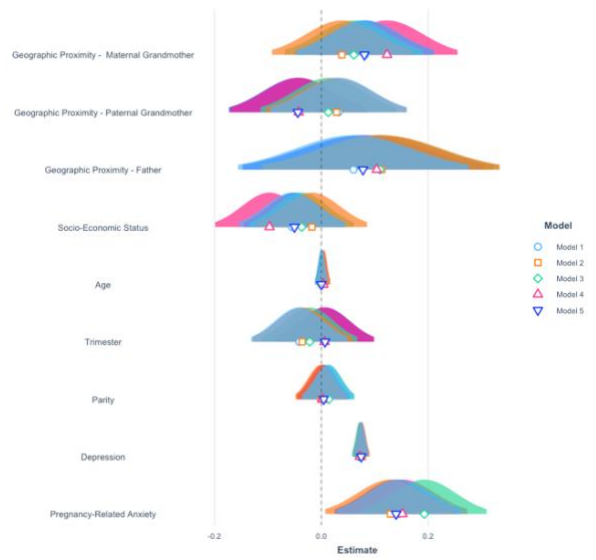 Geographic Proximity - Maternal Grandmother
Geographic Proximity - Paternal Grandmother
Geographic Proximity - Father
Socio-Economic Status
Age
Trimester
Parity
Depression
Pregnancy-Related Anxiety
-0.2 0.0 0.2
Estimate
Model
Model 1
Model 2
Model 3
Model 4
Model 5